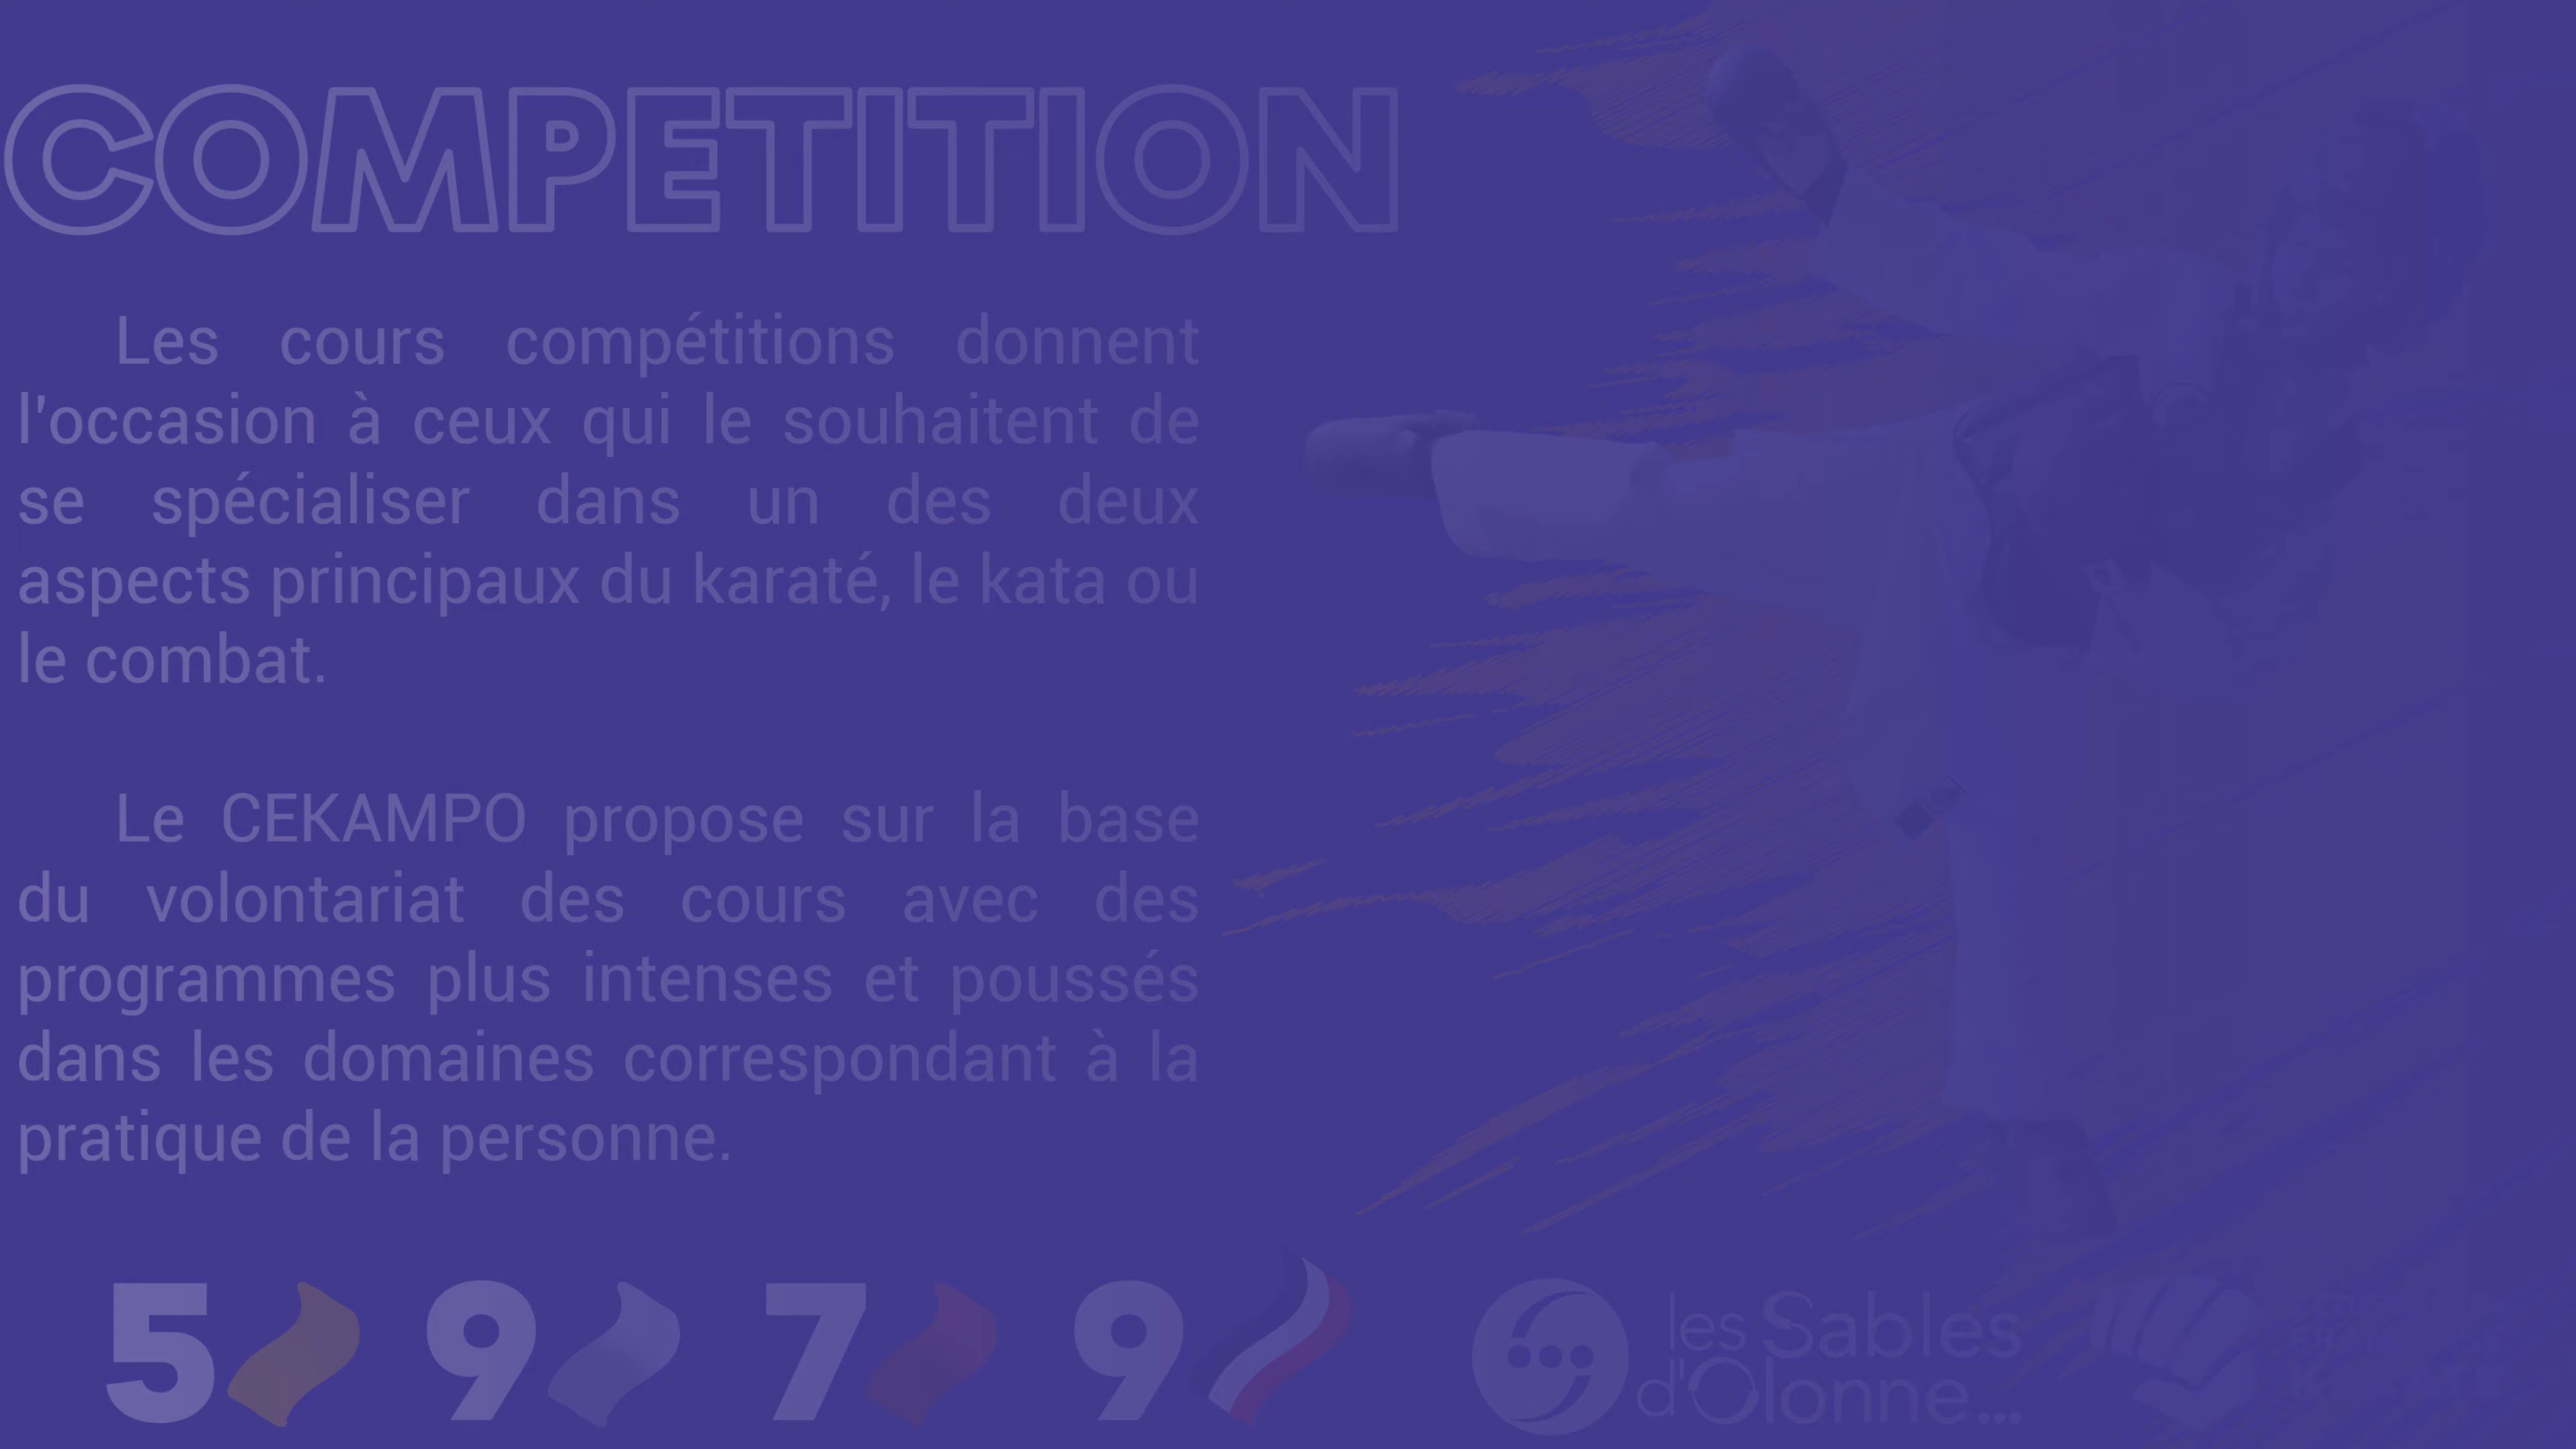 COMPETITION
Les cours compétitions donnent
l'occasion à ceux qui le souhaitent de
se spécialiser dans un des deux
aspects principaux du karaté, le kata ou
le combat.
Le CEKAMPO propose sur la base
du volontariat des cours avec des
programmes plus intenses et poussés
dans les domaines correspondant à la
pratique de la personne.
5 9 7 9
les Sables
d'Olonne...